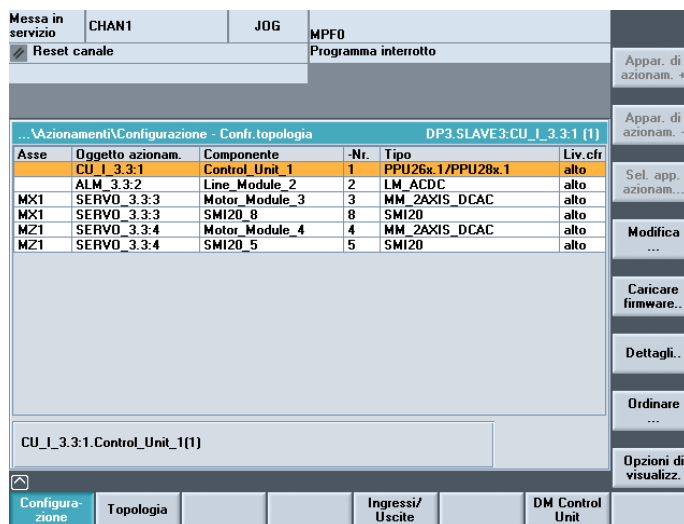 Messa in servizio
CHAN1
JOG
MPF0
Reset canale
Programma interrotto
...\Azionamenti\Configurazione - Confr.topologia
DP3.SLAVE3:CU_I_3.3:1 (1)
Asse Oggetto azionam. Componente -Nr. Tipo Liv.cfr
CU_I_3.3:1 Control_Unit_1 1 PPU26x.1/PPU28x.1 alto
ALM_3.3:2 Line_Module_2 2 LM_ACDC alto
MX1 SERVO_3.3:3 Motor_Module_3 3 MM_2AXIS_DCAC alto
MX1 SERVO_3.3:3 SMI20_8 8 SMI20 alto
MZ1 SERVO_3.3:4 Motor_Module_4 4 MM_2AXIS_DCAC alto
MZ1 SERVO_3.3:4 SMI20_5 5 SMI20 alto
CU_I_3.3:1.Control_Unit_1(1)
Appar. di
azionam. +
Appar. di
azionam. -
Sel. app.
azionam...
Modifica
...
Caricare
firmware..
Dettagli..
Ordinare
...
Opzioni di
visualizz.
Configura-
zione
Topologia
Ingressi/
Uscite
DM Control
Unit